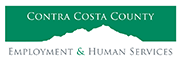 CONTRA COSTA COUNTY
EMPLOYMENT & HUMAN SERVICES